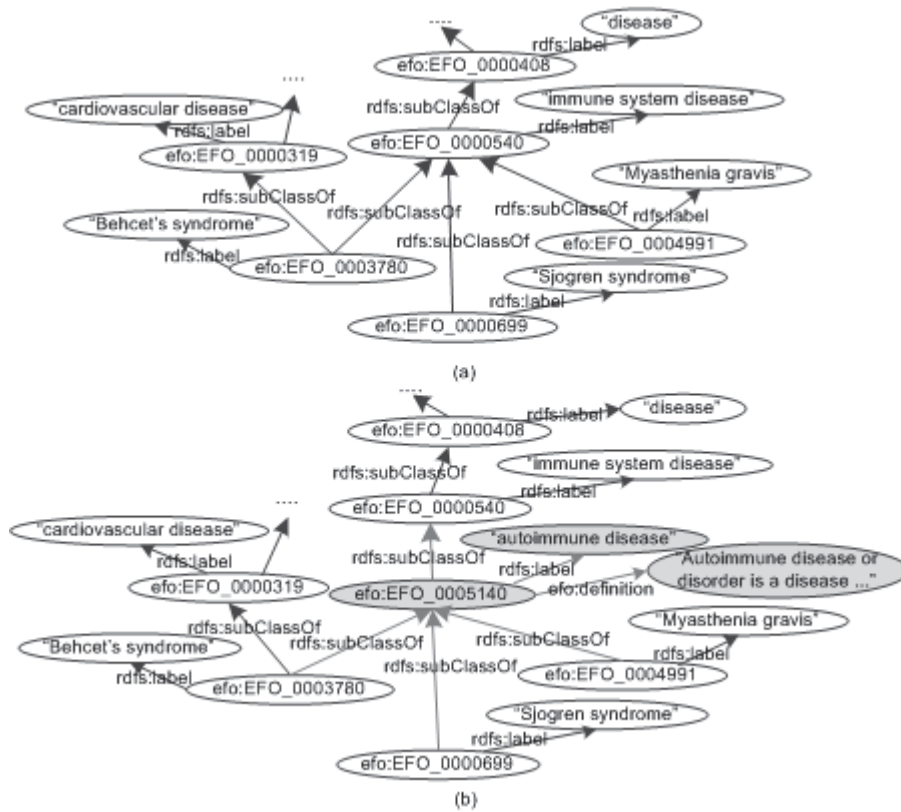 ....
"disease"
rdfs:label
efo:EFO_0000408
....
rdfs:subClassOf
"cardiovascular disease"
"immune system disease"
rdfs:label
rdfs:label
efo:EFO_0000540
efo:EFO_0000319
"Myasthenia gravis"
rdfs:subClassOf
rdfs:subClassOf
rdfs:subClassOf
rdfs:label
"Behcet's syndrome"
rdfs:subClassOf
efo:EFO_0004991
rdfs:label
efo:EFO_0003780
"Sjogren syndrome"
rdfs:label
efo:EFO_0000699
(a)
....
"disease"
rdfs:label
efo:EFO_0000408
rdfs:subClassOf
"immune system disease"
rdfs:label
....
efo:EFO_0000540
"cardiovascular disease"
"autoimmune disease"
rdfs:subClassOf
rdfs:label
rdfs:label
"Autoimmune disease or
disorder is a disease ..."
efo:EFO_0000319
efo:EFO_0005140
efo:definition
"Myasthenia gravis"
rdfs:subClassOf
rdfs:subClassOf
"Behcet's syndrome"
rdfs:subClassOf
rdfs:label
rdfs:label
efo:EFO_0003780
efo:EFO_0004991
"Sjogren syndrome"
rdfs:label
efo:EFO_0000699
(b)